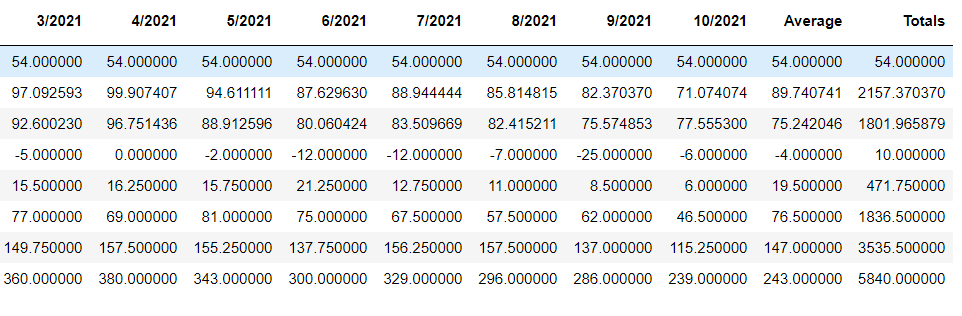 3/2021 4/2021 5/2021 6/2021 7/2021 8/2021 9/2021 10/2021 Average Totals
54.000000 54.000000 54.000000 54.000000 54.000000 54.000000 54.000000 54.000000 54.000000 54.000000
97.092593 99.907407 94.611111 87.629630 88.944444 85.814815 82.370370 71.074074 89.740741 2157.370370
92.600230 96.751436 88.912596 80.060424 83.509669 82.415211 75.574853 77.555300 75.242046 1801.965879
-5.000000 0.000000 -2.000000 -12.000000 -12.000000 -7.000000 -25.000000 -6.000000 -4.000000 10.000000
15.500000 16.250000 15.750000 21.250000 12.750000 11.000000 8.500000 6.000000 19.500000 471.750000
77.000000 69.000000 81.000000 75.000000 67.500000 57.500000 62.000000 46.500000 76.500000 1836.500000
149.750000 157.500000 155.250000 137.750000 156.250000 157.500000 137.000000 115.250000 147.000000 3535.500000
360.000000 380.000000 343.000000 300.000000 329.000000 296.000000 286.000000 239.000000 243.000000 5840.000000